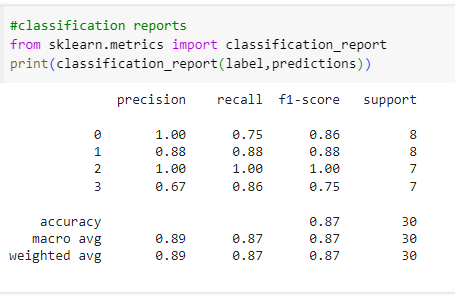 #classification reports
from sklearn.metrics import classification_report
print(classification_report(label,predictions))
precision recall f1-score support
0 1.00 0.75 0.86 8
1 0.88 0.88 0.88 8
2 1.00 1.00 1.00 7
3 0.67 0.86 0.75 7
accuracy 0.87 30
macro avg 0.89 0.87 0.87 30
weighted avg 0.89 0.87 0.87 30